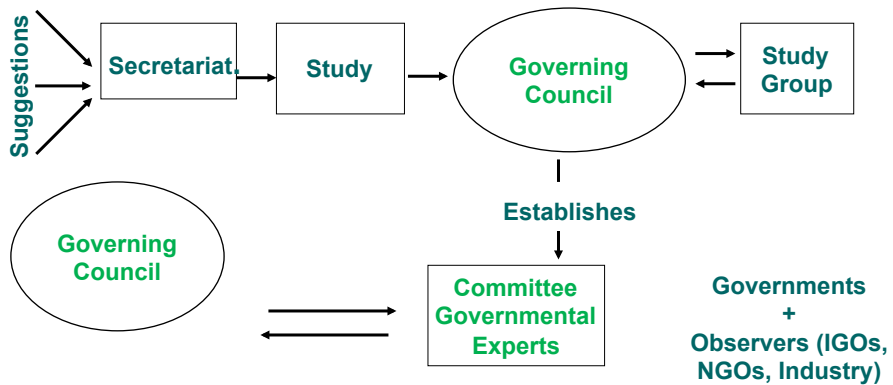 Suggestions
Secretariat.
Study
Governing
Council
Study
Group
Establishes
Governing
Council
Committee
Governmental
Experts
Governments
+
Observers (IGOs,
NGOs, Industry)